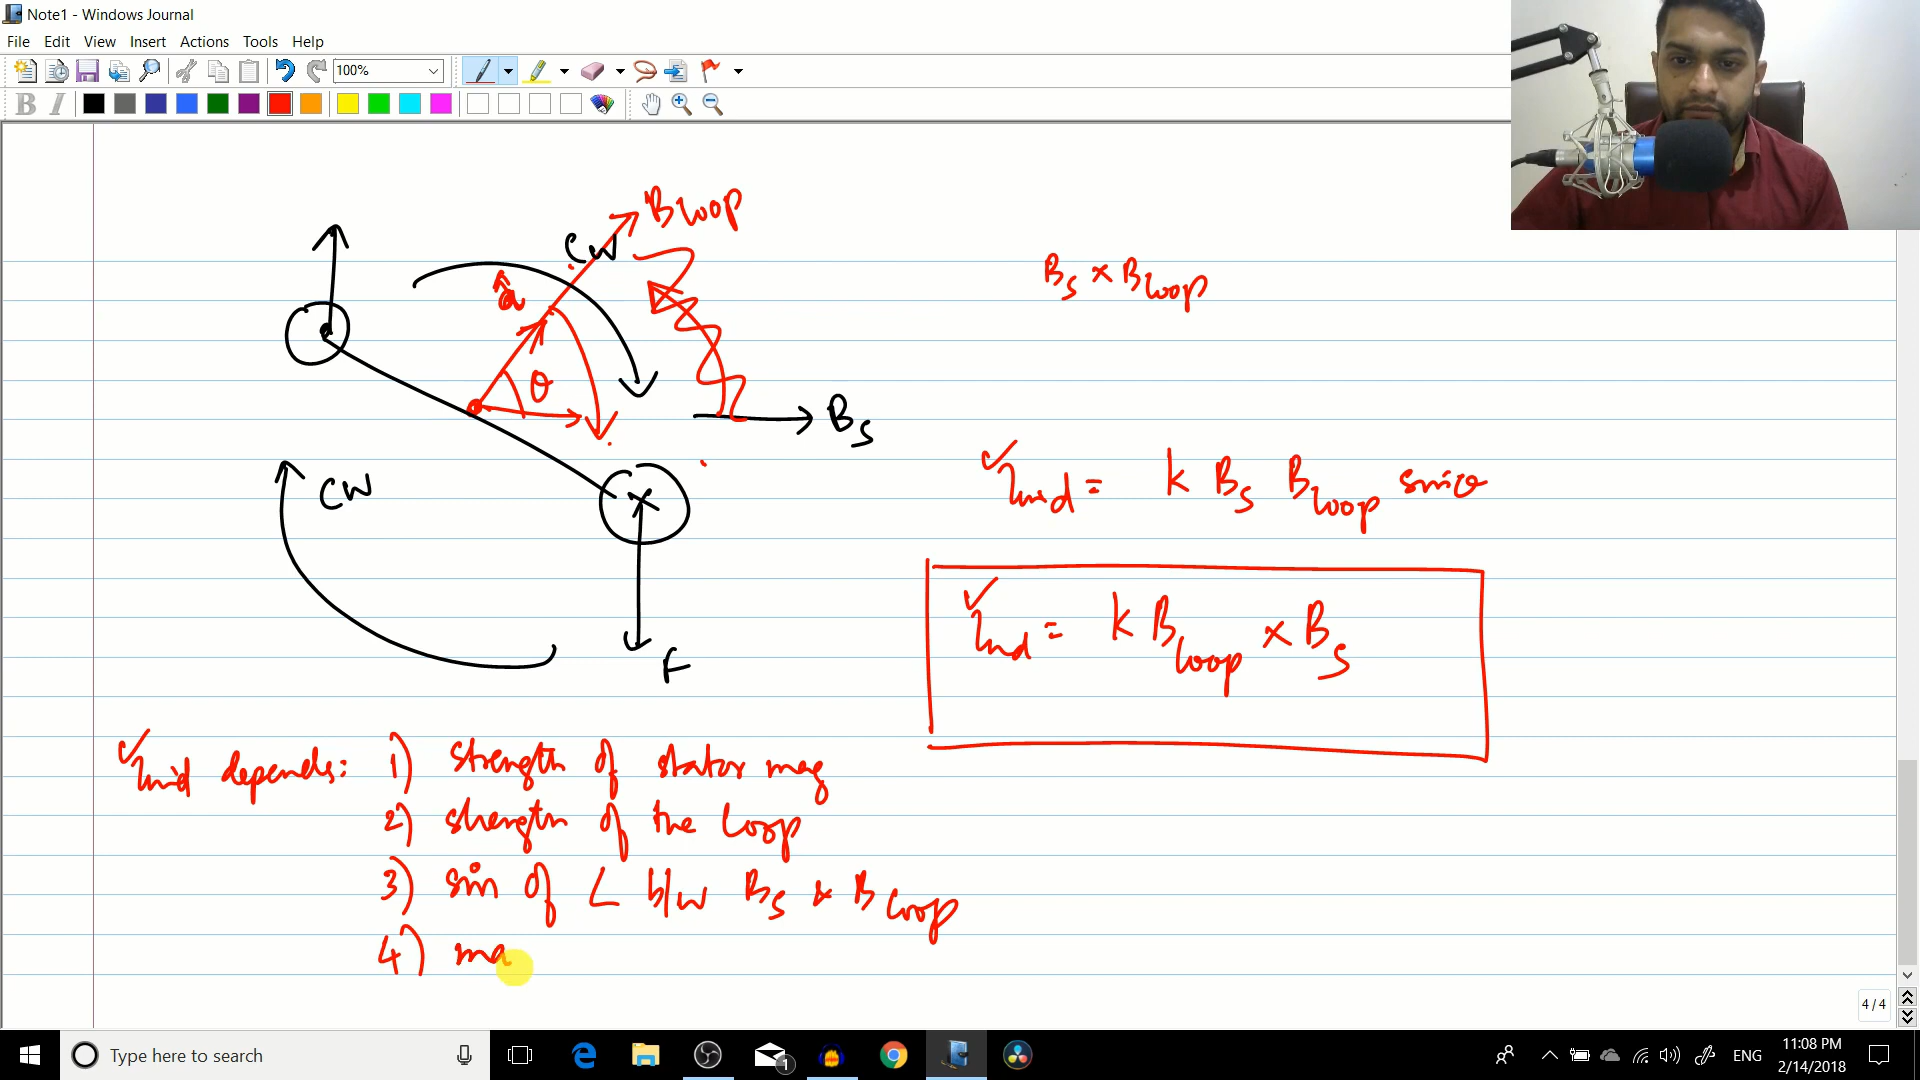 Note1 - Windows Journal
File Edit View Insert Actions Tools Help
100%
B I
B loop
CW
â
θ
Bs × Bloop
Bs
CW
τind = k Bs Bloop sinθ
F
τind = k Bloop × Bs
τind depends: 1) strength of stator mag
2) strength of the loop
3) sin of ∠ b/w Bs & Bloop
4) ma
4 / 4
Type here to search
1
ENG
11:08 PM
2/14/2018